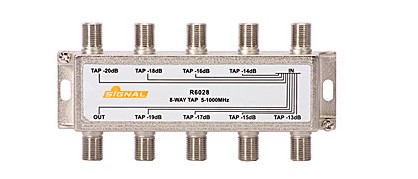 TAP -20dB TAP -18dB TAP -16dB TAP -14dB IN
SIGNAL
R6028
8-WAY TAP 5-1000MHz
OUT TAP -19dB TAP -17dB TAP -15dB TAP -13dB